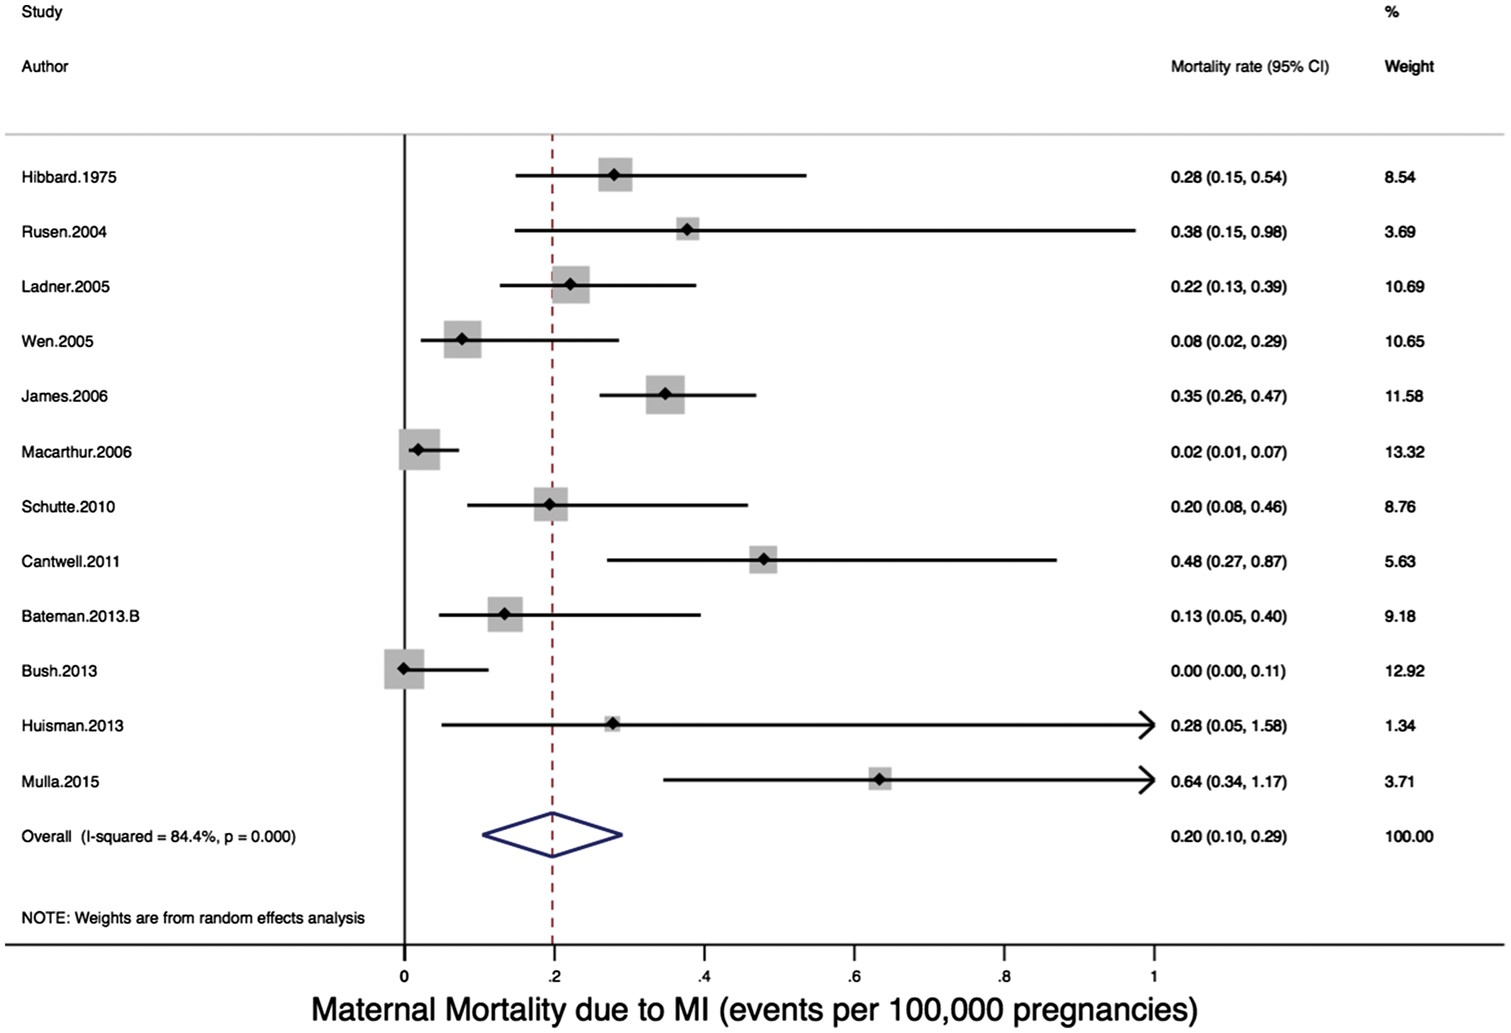 Study %
Author Mortality rate (95% CI) Weight
Hibbard.1975 0.28 (0.15, 0.54) 8.54
Rusen.2004 0.38 (0.15, 0.98) 3.69
Ladner.2005 0.22 (0.13, 0.39) 10.69
Wen.2005 0.08 (0.02, 0.29) 10.65
James.2006 0.35 (0.26, 0.47) 11.58
Macarthur.2006 0.02 (0.01, 0.07) 13.32
Schutte.2010 0.20 (0.08, 0.46) 8.76
Cantwell.2011 0.48 (0.27, 0.87) 5.63
Bateman.2013.B 0.13 (0.05, 0.40) 9.18
Bush.2013 0.00 (0.00, 0.11) 12.92
Huisman.2013 0.28 (0.05, 1.58) 1.34
Mulla.2015 0.64 (0.34, 1.17) 3.71
Overall (I-squared = 84.4%, p = 0.000) 0.20 (0.10, 0.29) 100.00
NOTE: Weights are from random effects analysis
0 .2 .4 .6 .8 1
Maternal Mortality due to MI (events per 100,000 pregnancies)